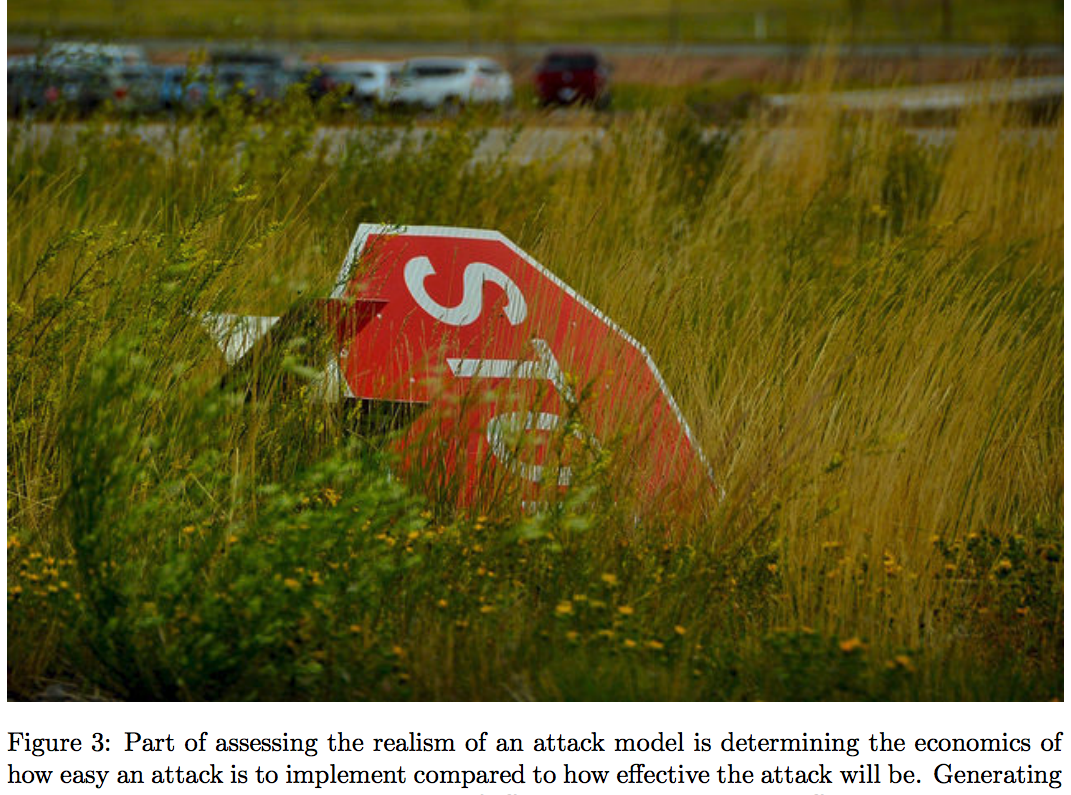 STO
Figure 3: Part of assessing the realism of an attack model is determining the economics of
how easy an attack is to implement compared to how effective the attack will be. Generating